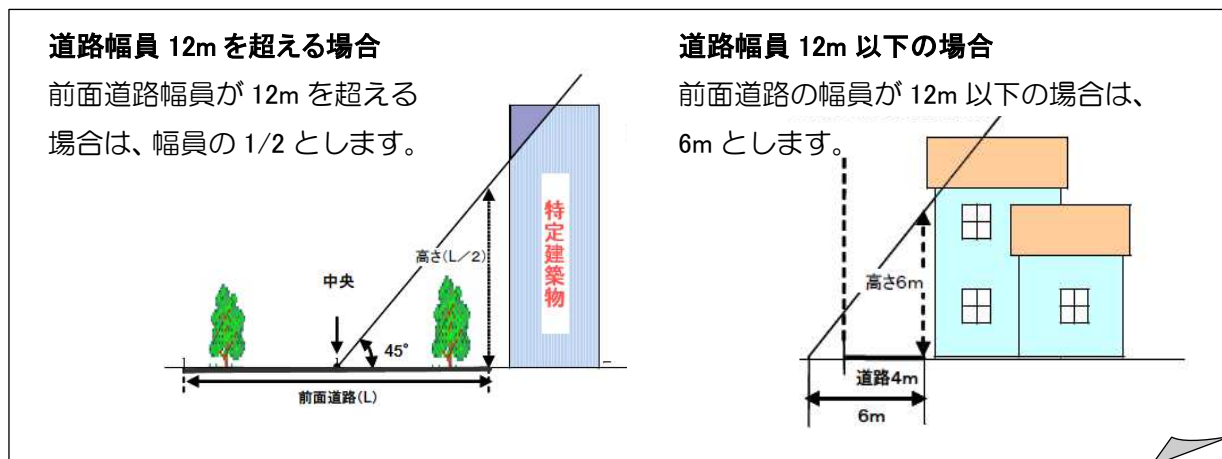 道路幅員 12m を超える場合
前面道路幅員が 12m を超える
場合は、幅員の 1/2 とします。
特定建築物
高さ(L/2)
中央
45°
前面道路(L)
道路幅員 12m 以下の場合
前面道路の幅員が 12m 以下の場合は、
6m とします。
高さ6m
道路4m
6m